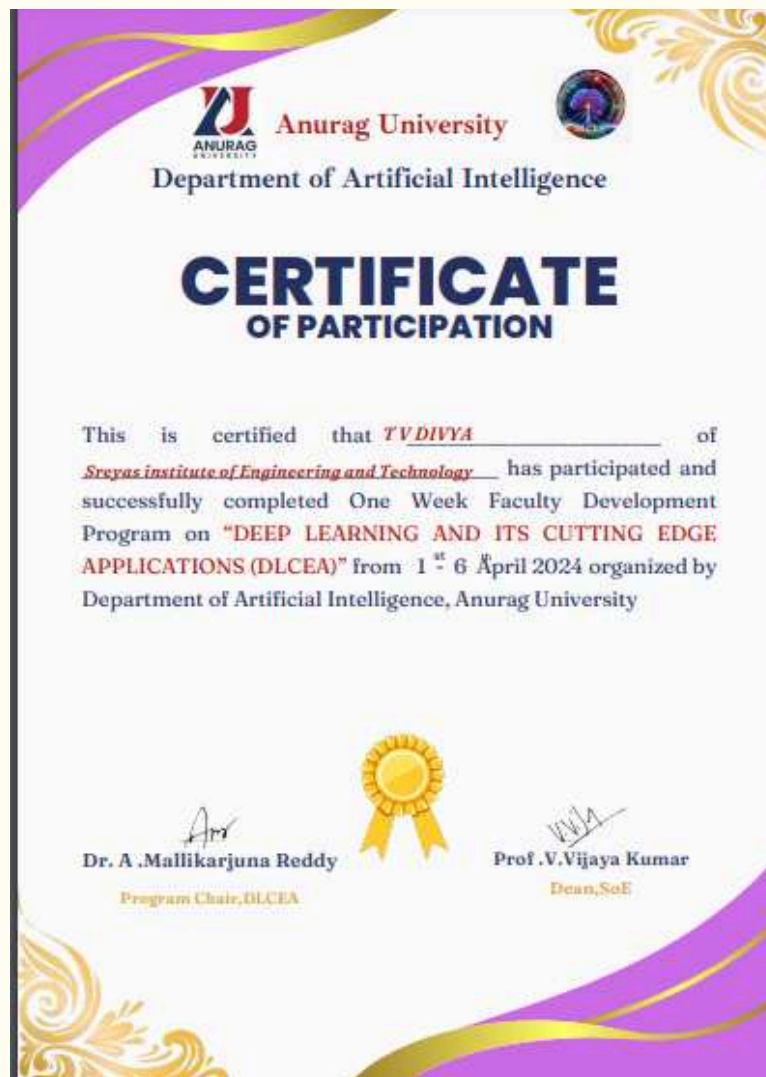 ANURAG
UNIVERSITY
Anurag University
Department of Artificial Intelligence
CERTIFICATE
OF PARTICIPATION
This is certified that T V DIVYA of
Sreyas institute of Engineering and Technology has participated and
successfully completed One Week Faculty Development
Program on “DEEP LEARNING AND ITS CUTTING EDGE
APPLICATIONS (DLCEA)” from 1st - 6th April 2024 organized by
Department of Artificial Intelligence, Anurag University
Dr. A .Mallikarjuna Reddy
Program Chair,DLCEA
Prof .V.Vijaya Kumar
Dean,SoE